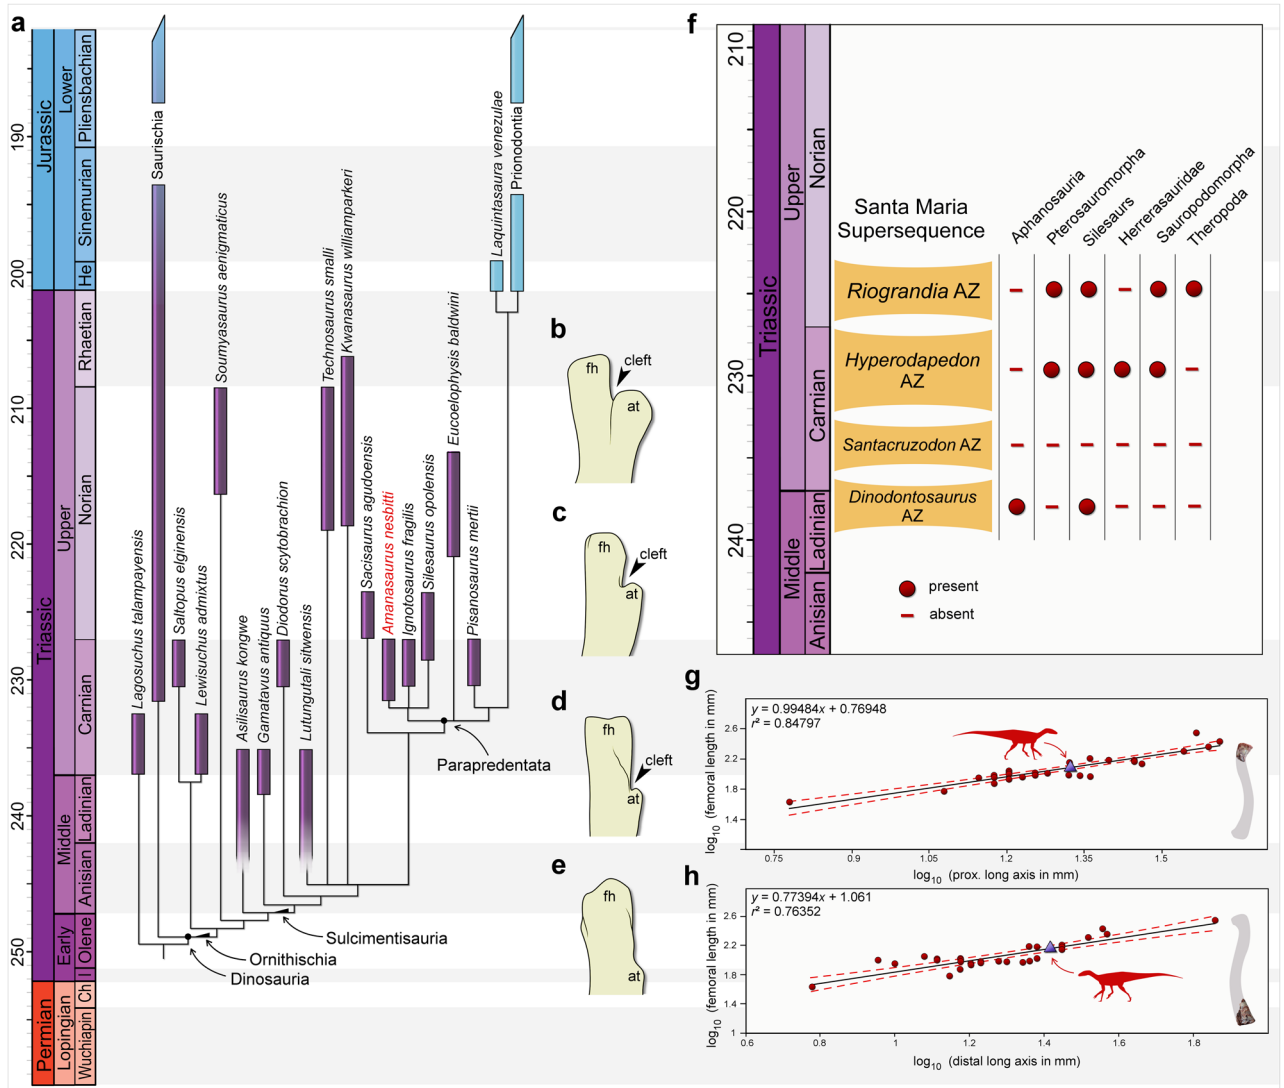 a
Jurassic
Lower
Pliensbachian
Sinemurian
He
Triassic
Upper
Rhaetian
Norian
Carnian
Middle
Ladinian
Anisian
Early
Olene
I
Permian
Lopingian
Ch
Wuchiapin
190
200
210
220
230
240
250
Lagosuchus talampayensis
Saurischia
Saltopus elginensis
Lewisuchus admixtus
Soumyasaurus aenigmaticus
Asilisaurus kongwe
Gamatavus antiquus
Diodorus scytobrachion
Lutungutali sitwensis
Technosaurus smalli
Kwanasaurus williamparkeri
Sacisaurus agudoensis
Amanasaurus nesbitti
Ignotosaurus fragilis
Silesaurus opolensis
Eucoelophysis baldwini
Pisanosaurus mertii
Laquintasaura venezulae
Prionodontia
Parapredentata
Sulcimentisauria
Ornithischia
Dinosauria
b
fh
cleft
at
c
fh
cleft
at
d
fh
cleft
at
e
fh
at
f
210
220
230
240
Triassic
Upper
Norian
Carnian
Middle
Ladinian
Anisian
Santa Maria
Supersequence
Aphanosauria
Pterosauromorpha
Silesaurs
Herrerasauridae
Sauropodomorpha
Theropoda
Riograndia AZ
Hyperodapedon
AZ
Santacruzodon AZ
Dinodontosaurus
AZ
present
absent
g
y = 0.99484x + 0.76948
r² = 0.84797
log10 (femoral length in mm)
2.6
2.2
1.8
1.4
0.75 0.9 1.05 1.2 1.35 1.5
log10 (prox. long axis in mm)
h
y = 0.77394x + 1.061
r² = 0.76352
log10 (femoral length in mm)
2.6
2.2
1.8
1.4
1
0.6 0.8 1 1.2 1.4 1.6 1.8
log10 (distal long axis in mm)